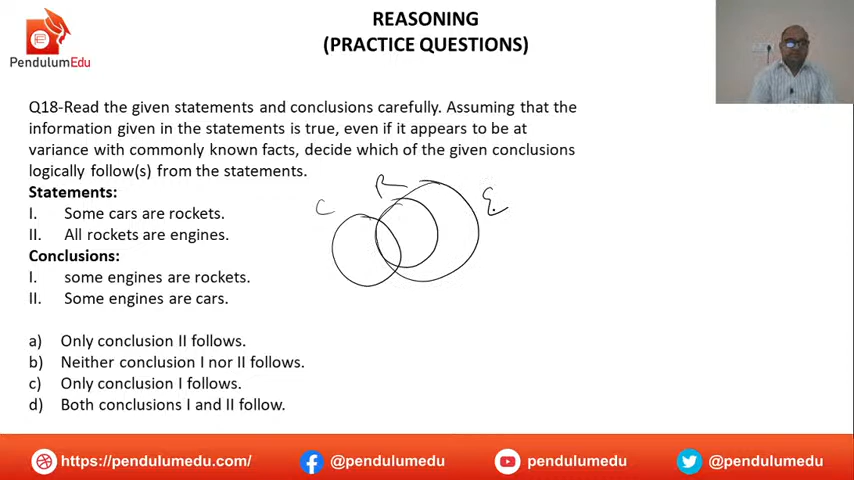 REASONING
(PRACTICE QUESTIONS)
PendulumEdu
Q18-Read the given statements and conclusions carefully. Assuming that the
information given in the statements is true, even if it appears to be at
variance with commonly known facts, decide which of the given conclusions
logically follow(s) from the statements.
Statements:
I. Some cars are rockets.
II. All rockets are engines.
Conclusions:
I. some engines are rockets.
II. Some engines are cars.
C R E
a) Only conclusion II follows.
b) Neither conclusion I nor II follows.
c) Only conclusion I follows.
d) Both conclusions I and II follow.
https://pendulumedu.com/ @pendulumedu pendulumedu @pendulumedu